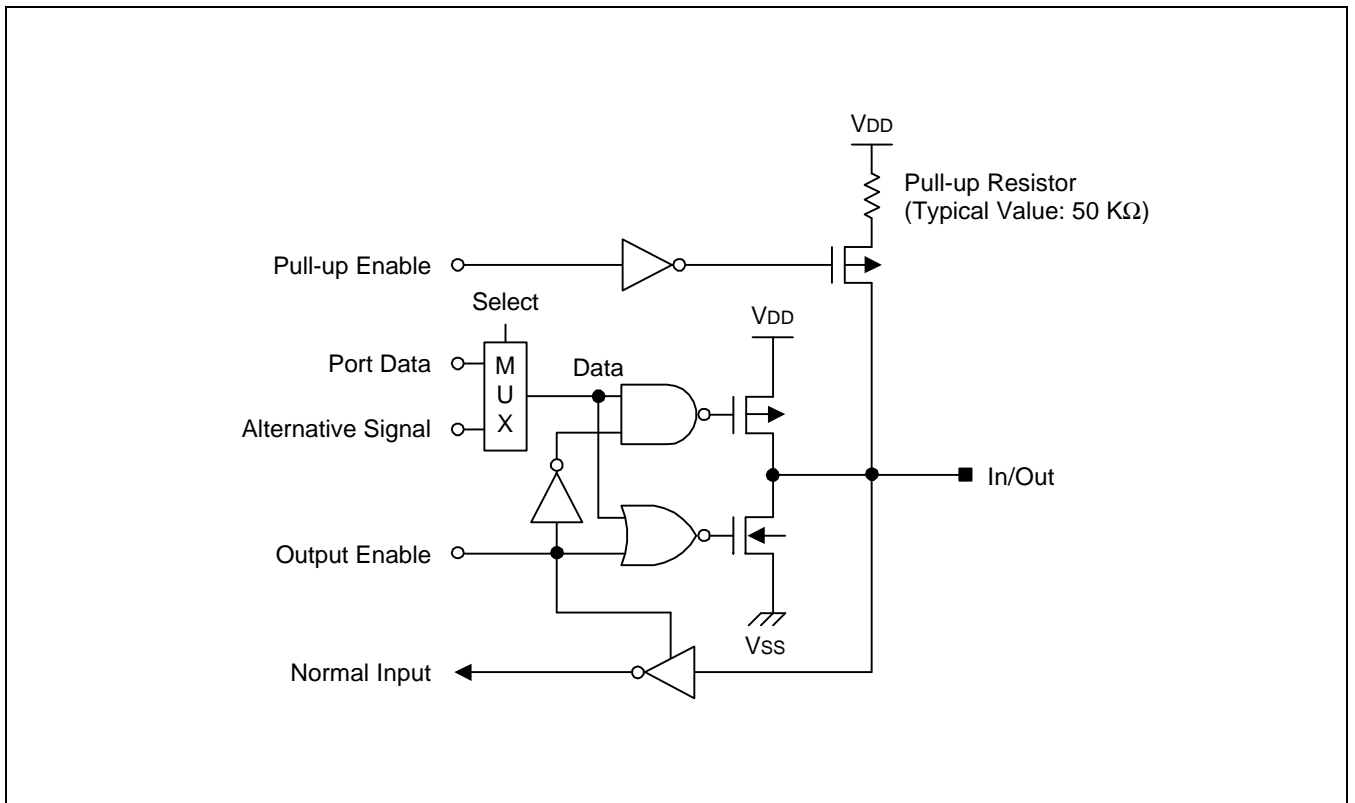 VDD
Pull-up Resistor
(Typical Value: 50 KΩ)
Pull-up Enable
Select
VDD
Port Data
M
U
X
Data
Alternative Signal
In/Out
Output Enable
VSS
Normal Input